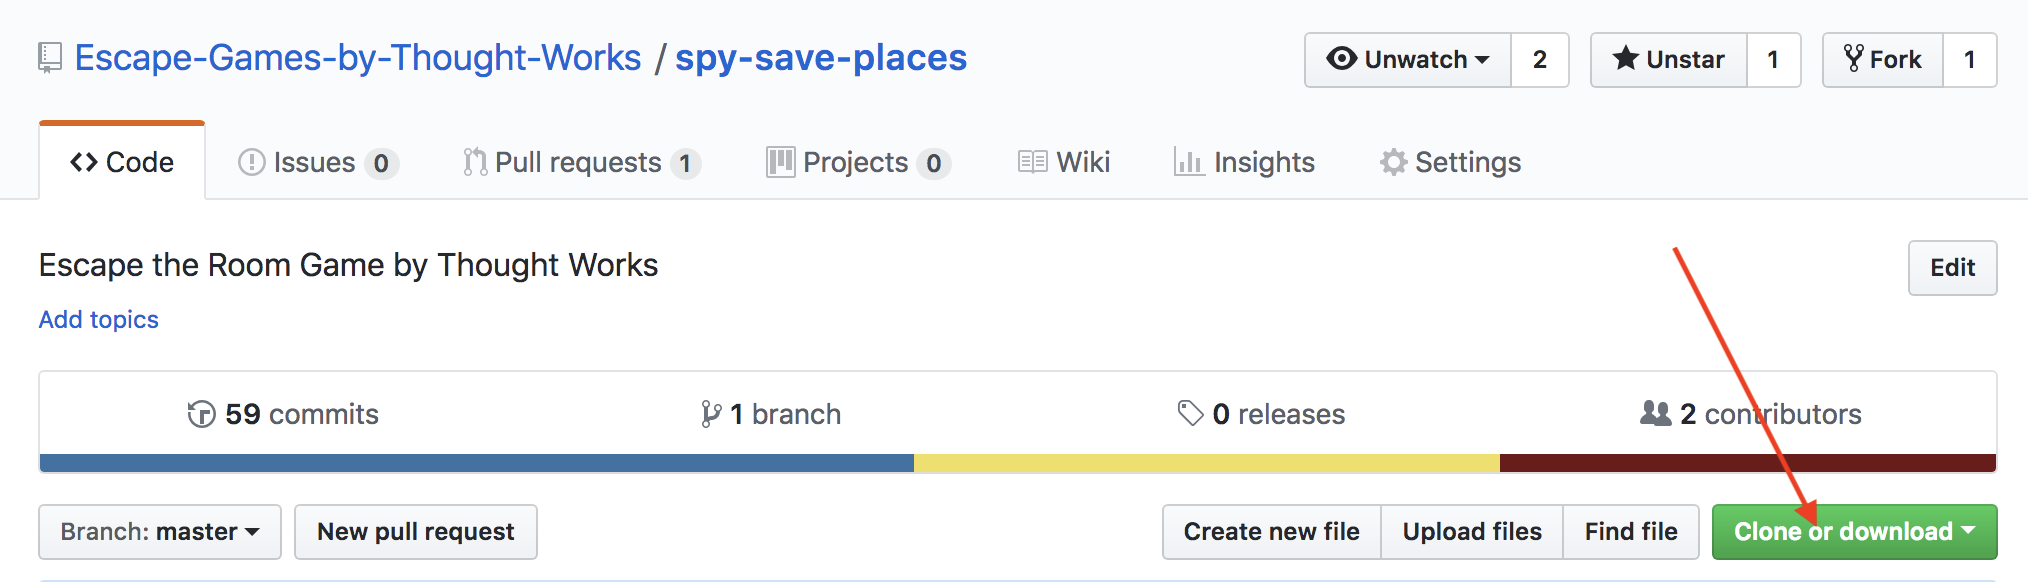 Escape-Games-by-Thought-Works / spy-save-places
Unwatch 2
Unstar 1
Fork 1
Code
Issues 0
Pull requests 1
Projects 0
Wiki
Insights
Settings
Escape the Room Game by Thought Works
Edit
Add topics
59 commits
1 branch
0 releases
2 contributors
Branch: master
New pull request
Create new file
Upload files
Find file
Clone or download